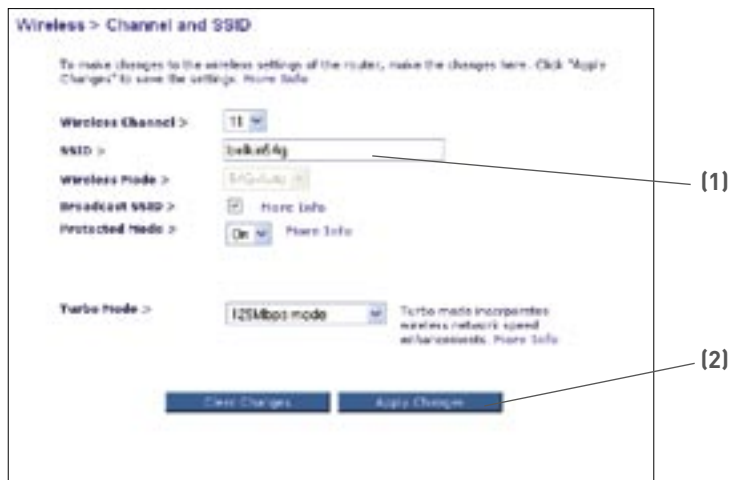 Wireless > Channel and SSID
To make changes to the wireless settings of the router, make the changes here. Click "Apply
Changes" to save the settings. More Info
Wireless Channel > 11
SSID > belkin54g
Wireless Mode >
Broadcast SSID > More Info
Protected Mode > On More Info
(1)
Turbo Mode > 125Mbps mode Turbo mode incorporates
wireless network speed
enhancements. More Info
(2)
Clear Changes Apply Changes